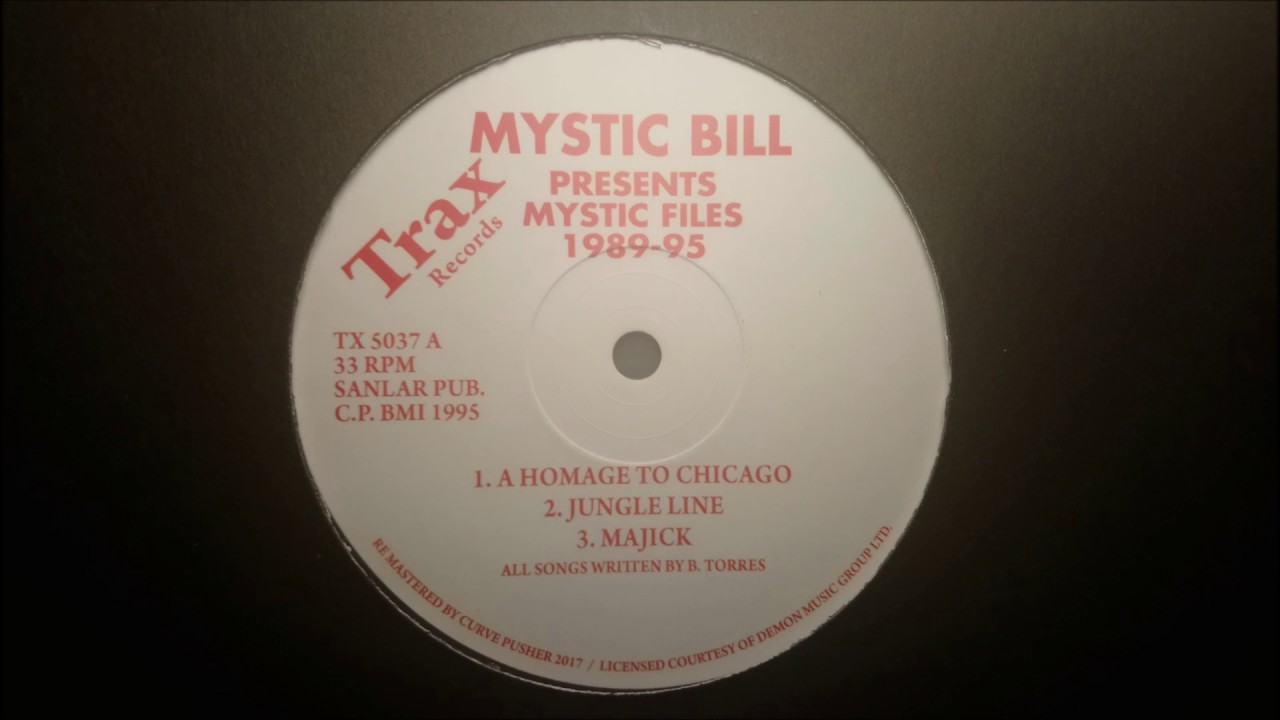 MYSTIC BILL
PRESENTS
MYSTIC FILES
1989-95
Trax
Records
TX 5037 A
33 RPM
SANLAR PUB.
C.P. BMI 1995
1. A HOMAGE TO CHICAGO
2. JUNGLE LINE
3. MAJICK
ALL SONGS WRITTEN BY B. TORRES
RE MASTERED BY CURVE PUSHER 2017 / LICENSED COURTESY OF DEMON MUSIC GROUP LTD.